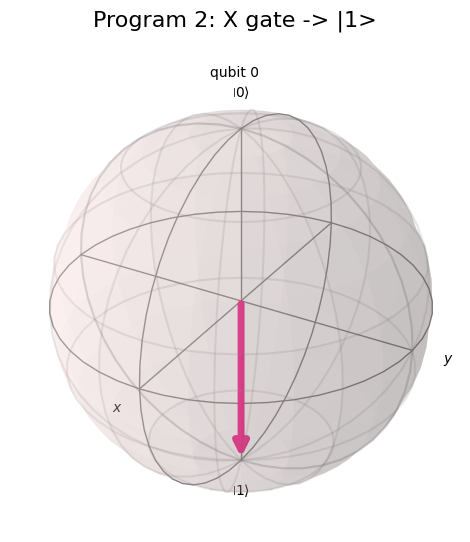 Program 2: X gate -> |1>
qubit 0
|0⟩
y
x
|1⟩